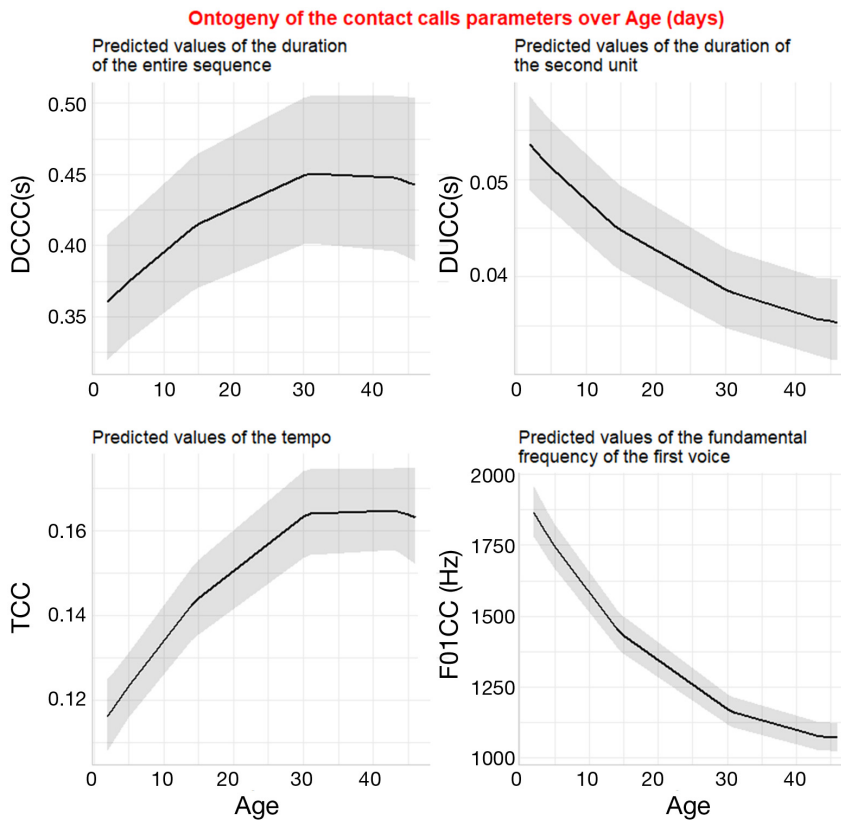 Ontogeny of the contact calls parameters over Age (days)
Predicted values of the duration
of the entire sequence
DCCC(s)
0.50
0.45
0.40
0.35
0 10 20 30 40
Predicted values of the duration of
the second unit
DUCC(s)
0.05
0.04
0 10 20 30 40
Predicted values of the tempo
TCC
0.16
0.14
0.12
0 10 20 30 40
Age
Predicted values of the fundamental
frequency of the first voice
F01CC (Hz)
2000
1750
1500
1250
1000
0 10 20 30 40
Age